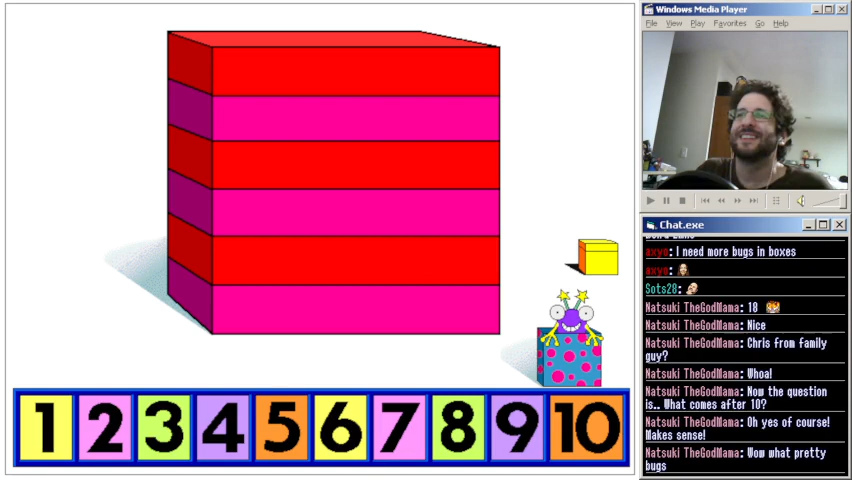 Windows Media Player
File View Play Favorites Go Help
Chat.exe
axyo: I need more bugs in boxes
axyo:
Sots28:
Natsuki TheGodMama: 18
Natsuki TheGodMama: Nice
Natsuki TheGodMama: Chris from family
guy?
Natsuki TheGodMama: Whoa!
Natsuki TheGodMama: Now the question
is.. What comes after 10?
Natsuki TheGodMama: Oh yes of course!
Makes sense!
Natsuki TheGodMama: Wow what pretty
bugs
1 2 3 4 5 6 7 8 9 10